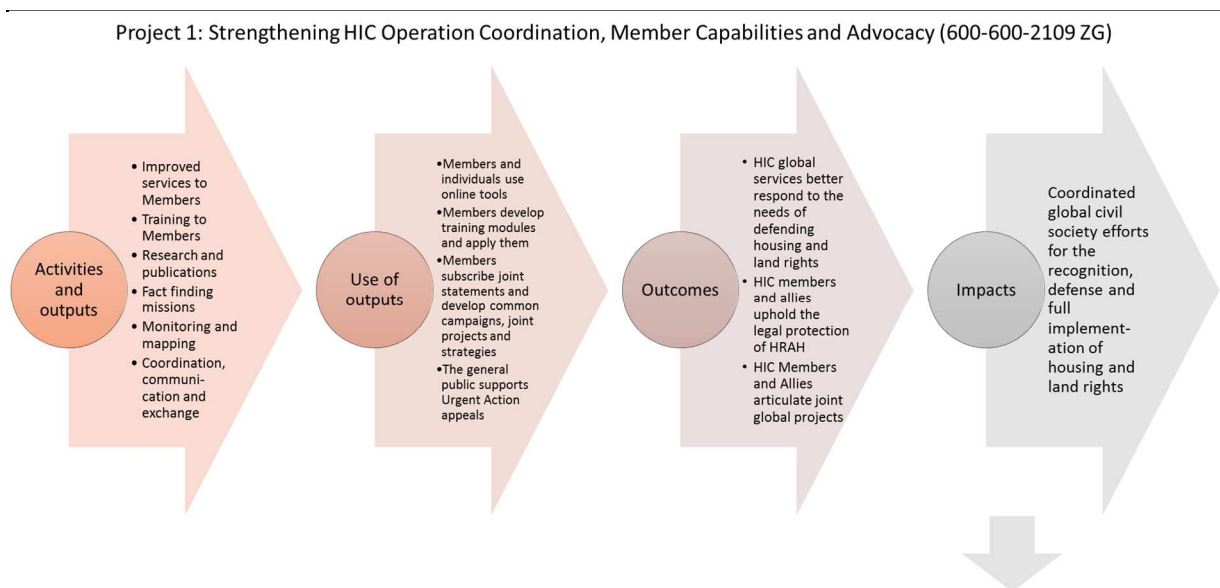 Project 1: Strengthening HIC Operation Coordination, Member Capabilities and Advocacy (600-600-2109 ZG)
Activities
and
outputs
• Improved
services to
Members
• Training to
Members
• Research and
publications
• Fact finding
missions
• Monitoring and
mapping
• Coordination,
communi-
cation and
exchange
Use of
outputs
•Members and
individuals use
online tools
•Members develop
training modules
and apply them
•Members
subscribe joint
statements and
develop common
campaigns, joint
projects and
strategies
•The general
public supports
Urgent Action
appeals
Outcomes
• HIC global
services better
respond to the
needs of
defending
housing and
land rights
• HIC members
and allies
uphold the
legal protection
of HRAH
• HIC Members
and Allies
articulate joint
global projects
Impacts
Coordinated
global civil
society efforts
for the
recognition,
defense and
full
implement-
ation of
housing and
land rights